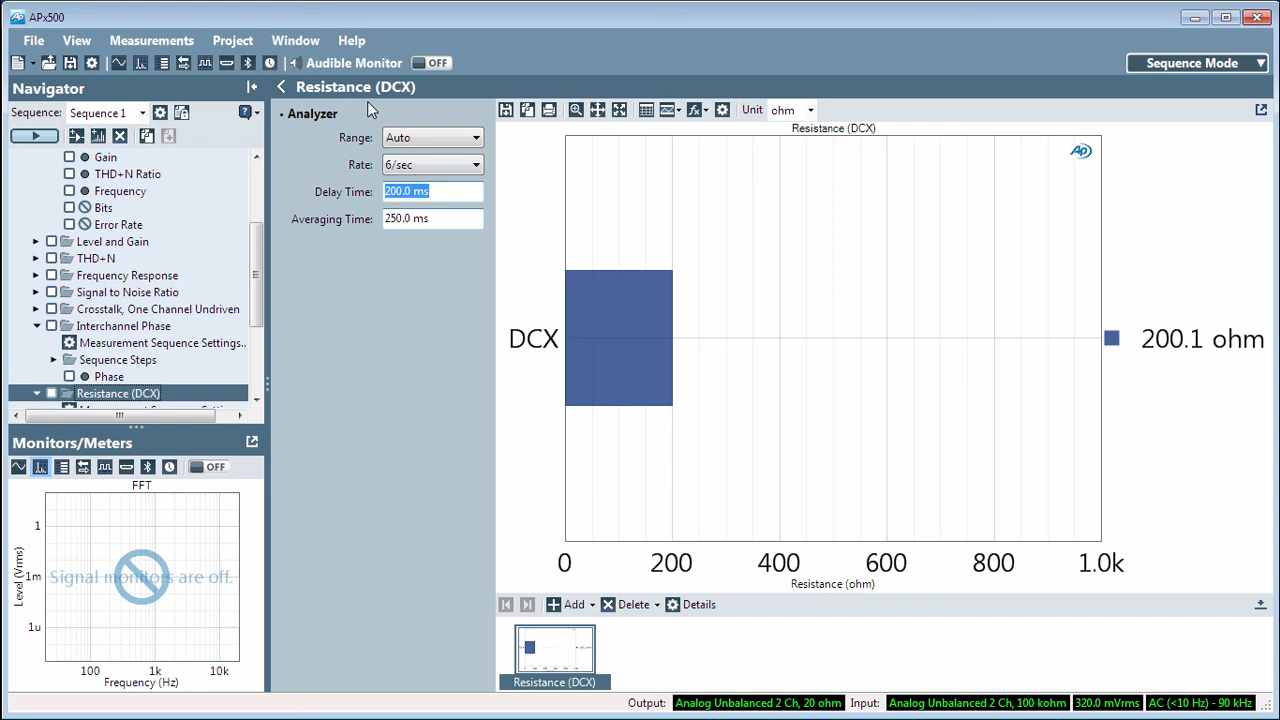 APx500
File View Measurements Project Window Help
Audible Monitor OFF Sequence Mode
Navigator
Sequence: Sequence 1
Gain
THD+N Ratio
Frequency
Bits
Error Rate
Level and Gain
THD+N
Frequency Response
Signal to Noise Ratio
Crosstalk, One Channel Undriven
Interchannel Phase
Measurement Sequence Settings..
Sequence Steps
Phase
Resistance (DCX)
Monitors/Meters
OFF
FFT
Level (Vrms)
1
1m
1u
Signal monitors are off.
100 1k 10k
Frequency (Hz)
Resistance (DCX)
Analyzer
Range: Auto
Rate: 6/sec
Delay Time: 200.0 ms
Averaging Time: 250.0 ms
Unit ohm
Resistance (DCX)
AP
DCX
200.1 ohm
0 200 400 600 800 1.0k
Resistance (ohm)
Add Delete Details
Resistance (DCX)
Output: Analog Unbalanced 2 Ch, 20 ohm Input: Analog Unbalanced 2 Ch, 100 kohm 320.0 mVrms AC (<10 Hz) - 90 kHz